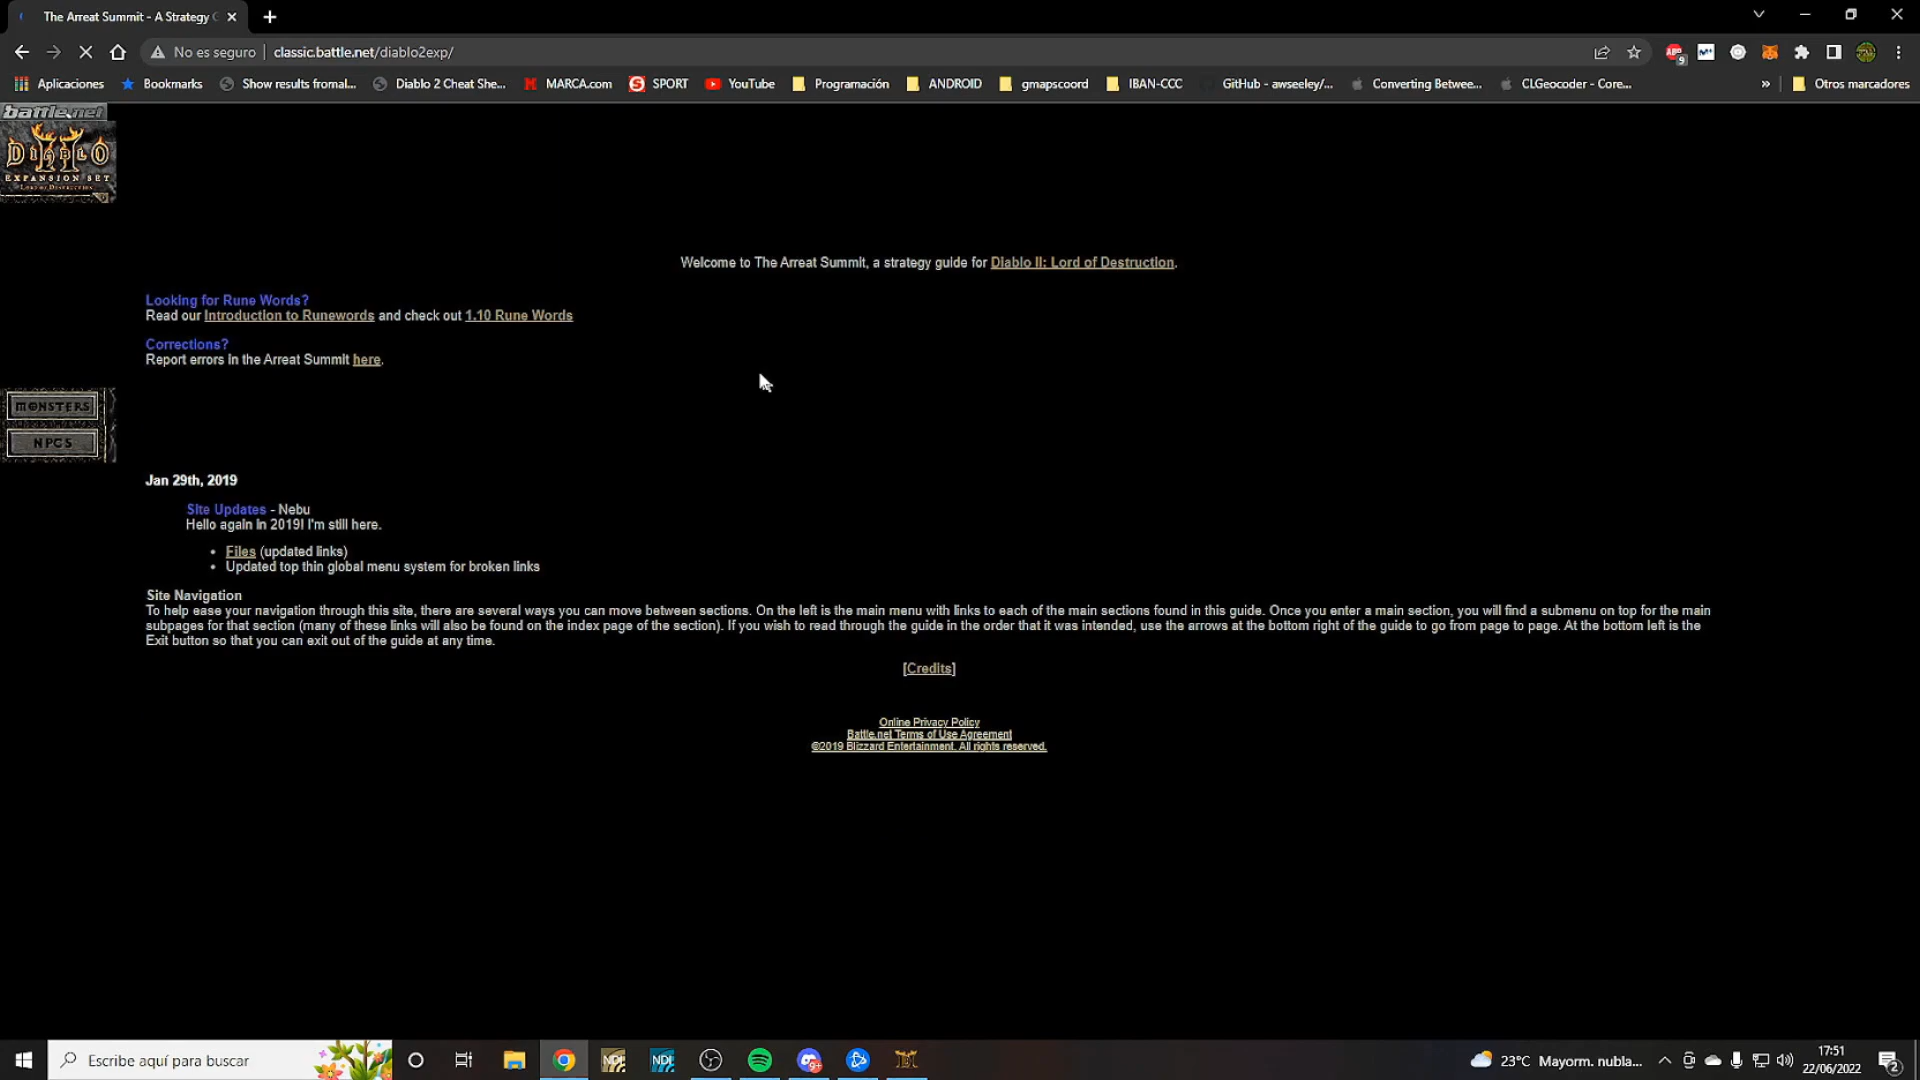 The Arreat Summit - A Strategy G
No es seguro | classic.battle.net/diablo2exp/
ABP 9
Aplicaciones Bookmarks Show results fromal... Diablo 2 Cheat She... MARCA.com SPORT YouTube Programación ANDROID gmapscoord IBAN-CCC GitHub - awseeley/... Converting Betwee... CLGeocoder - Core... » Otros marcadores
battle.net
DIABLO II
EXPANSION SET
LORD OF DESTRUCTION
Welcome to The Arreat Summit, a strategy guide for Diablo II: Lord of Destruction.
Looking for Rune Words?
Read our Introduction to Runewords and check out 1.10 Rune Words
Corrections?
Report errors in the Arreat Summit here.
MONSTERS
NPCS
Jan 29th, 2019
Site Updates - Nebu
Hello again in 2019! I'm still here.
• Files (updated links)
• Updated top thin global menu system for broken links
Site Navigation
To help ease your navigation through this site, there are several ways you can move between sections. On the left is the main menu with links to each of the main sections found in this guide. Once you enter a main section, you will find a submenu on top for the main
subpages for that section (many of these links will also be found on the index page of the section). If you wish to read through the guide in the order that it was intended, use the arrows at the bottom right of the guide to go from page to page. At the bottom left is the
Exit button so that you can exit out of the guide at any time.
[Credits]
Online Privacy Policy
Battle.net Terms of Use Agreement
©2019 Blizzard Entertainment. All rights reserved.
Escribe aquí para buscar
NDI NDI 9+
23°C Mayorm. nubla...
17:51
22/06/2022
2